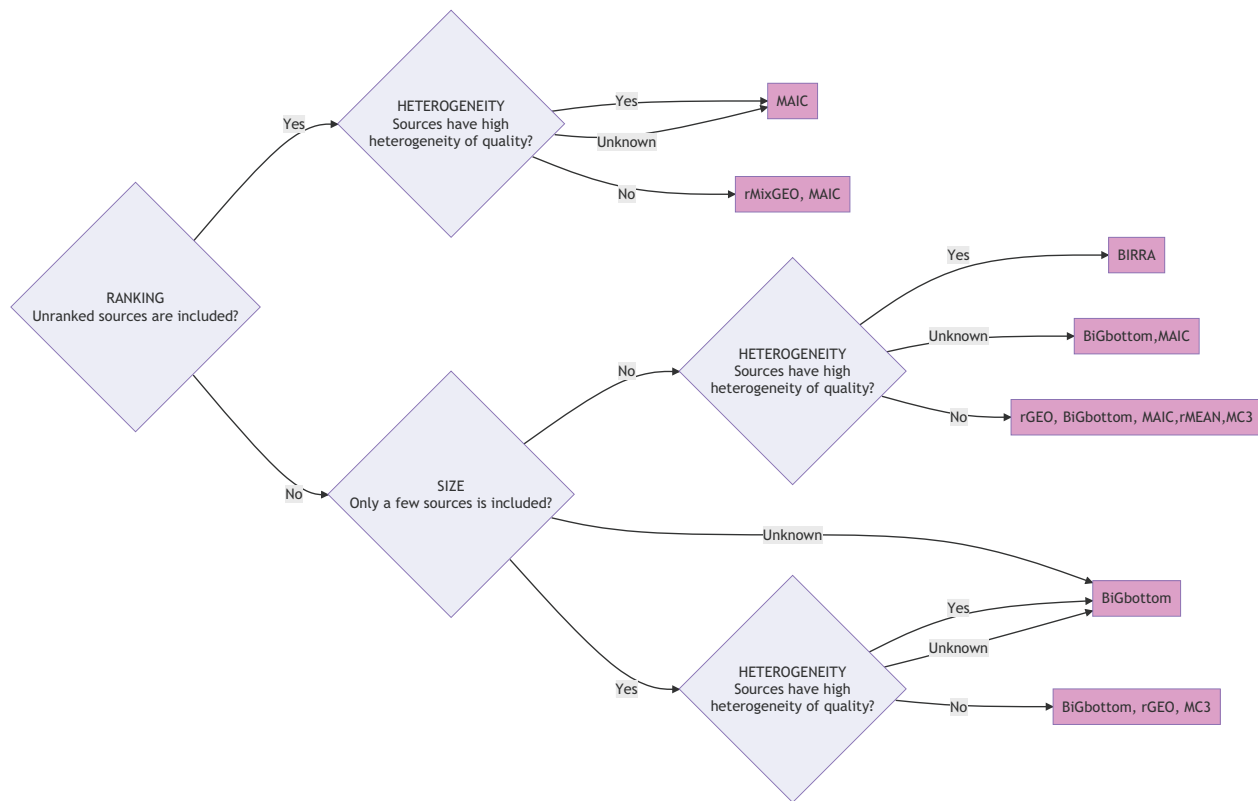 HETEROGENEITY
Sources have high
heterogeneity of quality?
Yes
MAIC
Yes
Unknown
No
rMixGEO, MAIC
RANKING
Unranked sources are included?
Yes
BIRRA
HETEROGENEITY
Sources have high
heterogeneity of quality?
Unknown
BiGbottom,MAIC
No
No
rGEO, BiGbottom, MAIC,rMEAN,MC3
No
SIZE
Only a few sources is included?
Unknown
BiGbottom
Yes
Unknown
HETEROGENEITY
Sources have high
heterogeneity of quality?
Yes
No
BiGbottom, rGEO, MC3